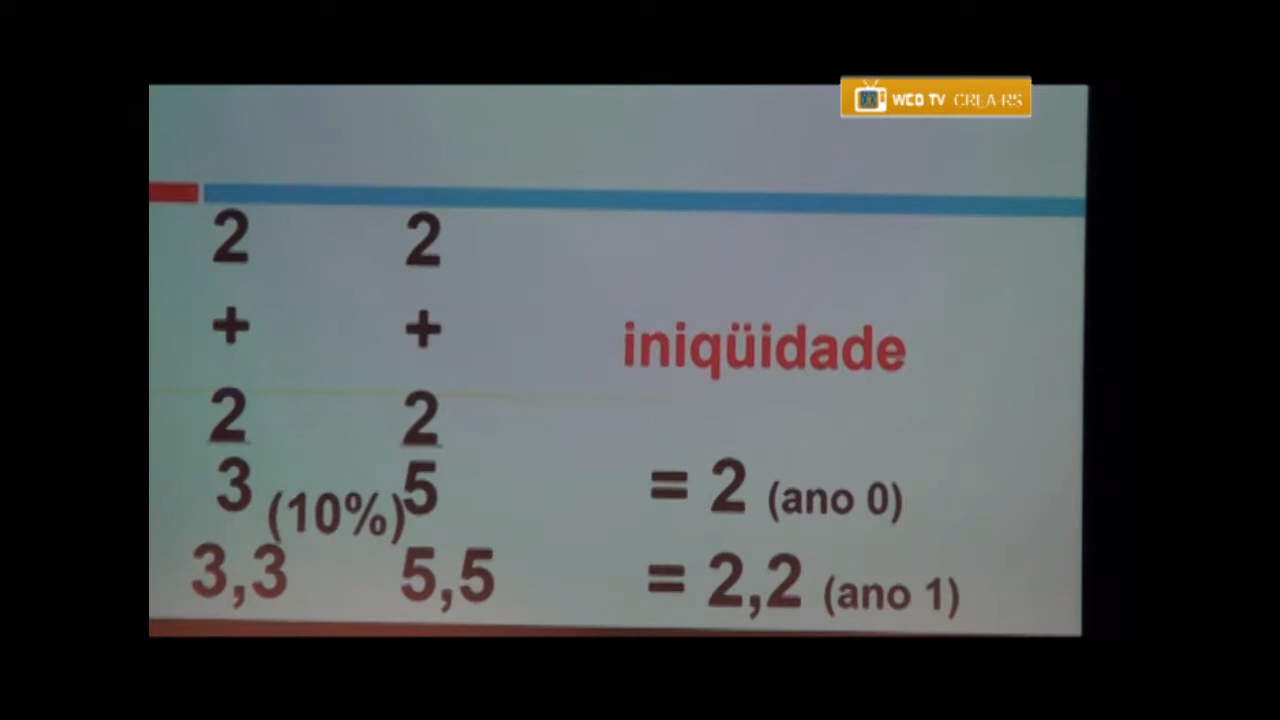 WEB TV CREA-RS
2 2
+ +
iniqüidade
2 2
3 (10%) 5 = 2 (ano 0)
3,3 5,5 = 2,2 (ano 1)